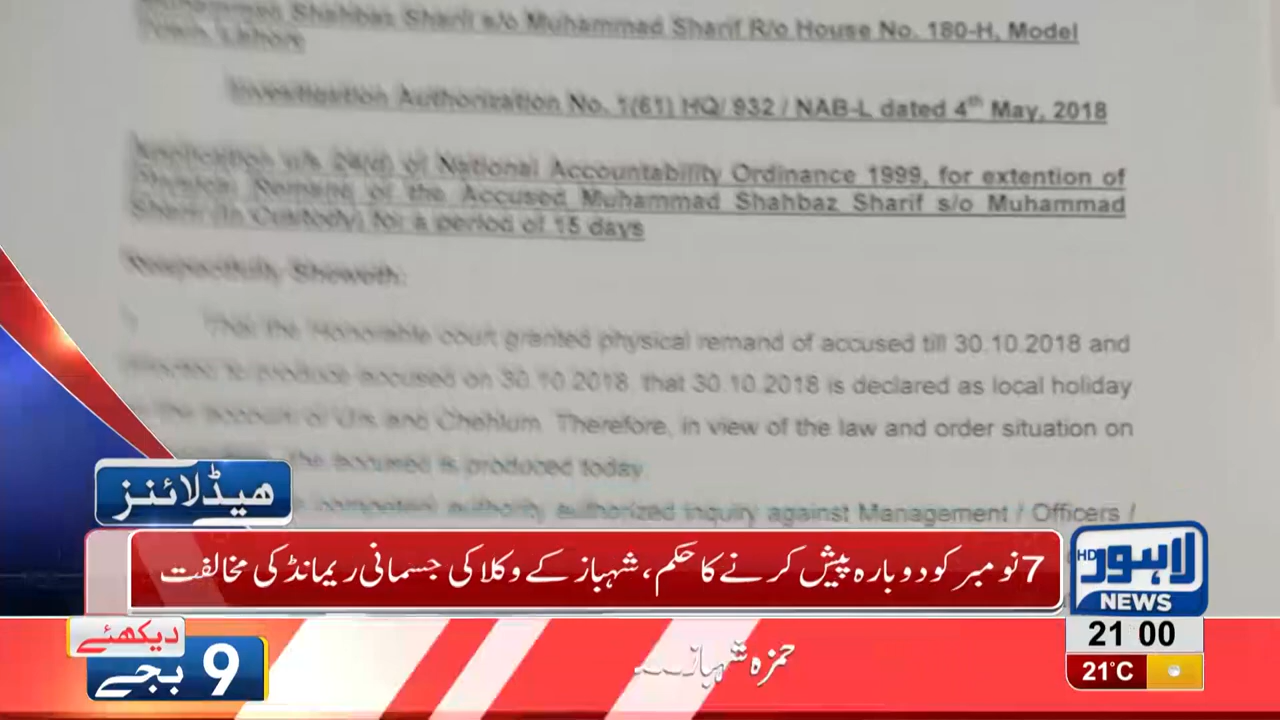 Muhammad Shahbaz Sharif s/o Muhammad Sharif R/o House No. 180-H, Model
Town, Lahore
Investigation Authorization No. 1(61) HQ/ 932 / NAB-L dated 4th May, 2018
Application u/s 24(d) of National Accountability Ordinance 1999, for extention of
Physical Remand of the Accused Muhammad Shahbaz Sharif s/o Muhammad
Sharif (In Custody) for a period of 15 days
Respectfully Sheweth:
That the Honorable court granted physical remand of accused till 30.10.2018 and
to produce accused on 30.10.2018, that 30.10.2018 is declared as local holiday
the account of Urs and Chehlum. Therefore, in view of the law and order situation on
the accused is produced today
competent authority authorized inquiry against Management / Officers /
ھیڈلائنز
7 نومبر کو دوبارہ پیش کرنے کا حکم، شہباز کے وکلا کی جسمانی ریمانڈ کی مخالفت
لاہور HD
NEWS
21 00
21°C
دیکھئے
9 بجے
حمزہ شہباز۔۔۔